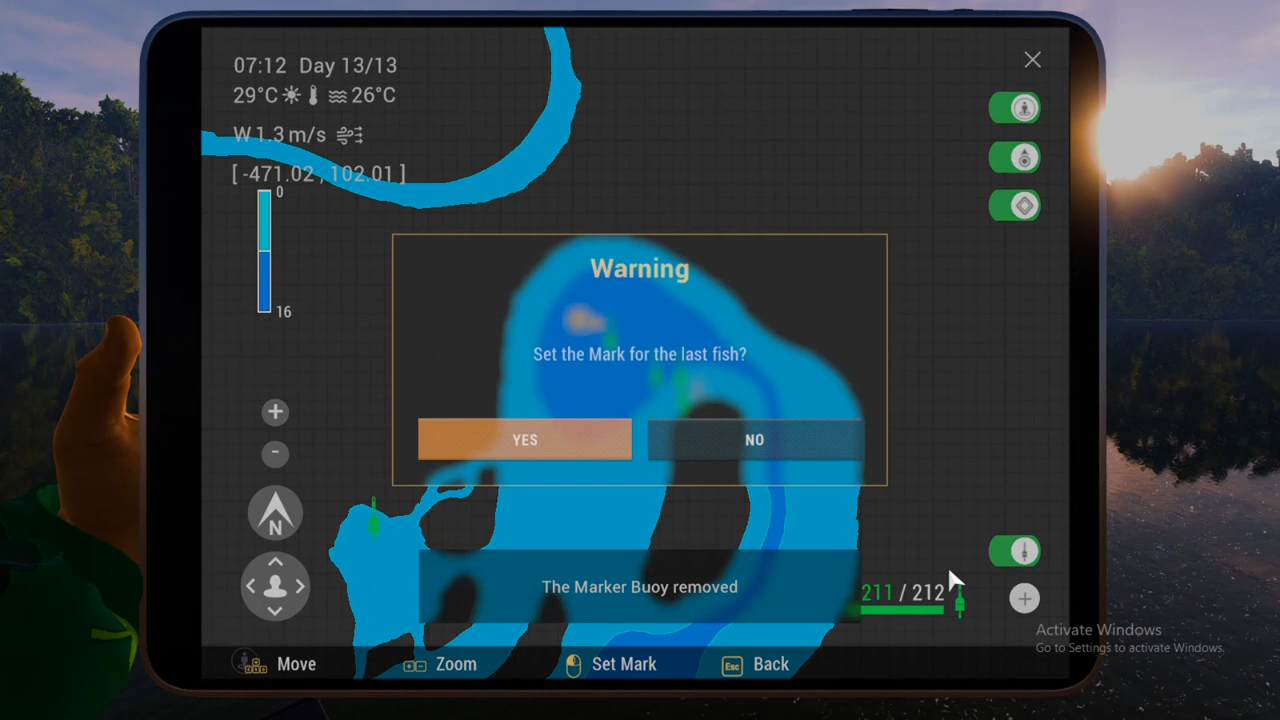 07:12 Day 13/13
29°C 26°C
W 1.3 m/s
[ -471.02 , 102.01 ]
0
16
Warning
Set the Mark for the last fish?
YES
NO
+
-
N
The Marker Buoy removed
211 / 212
Activate Windows
Go to Settings to activate Windows.
Move
Zoom
Set Mark
Esc
Back